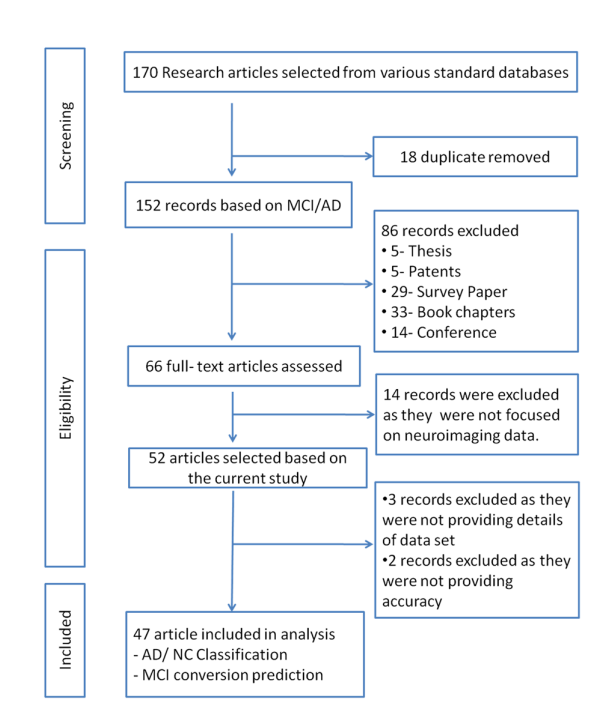 Screening
170 Research articles selected from various standard databases
18 duplicate removed
152 records based on MCI/AD
86 records excluded
• 5- Thesis
• 5- Patents
• 29- Survey Paper
• 33- Book chapters
• 14- Conference
Eligibility
66 full- text articles assessed
14 records were excluded
as they were not focused
on neuroimaging data.
52 articles selected based on
the current study
•3 records excluded as they
were not providing details
of data set
•2 records excluded as they
were not providing
accuracy
Included
47 article included in analysis
- AD/ NC Classification
- MCI conversion prediction